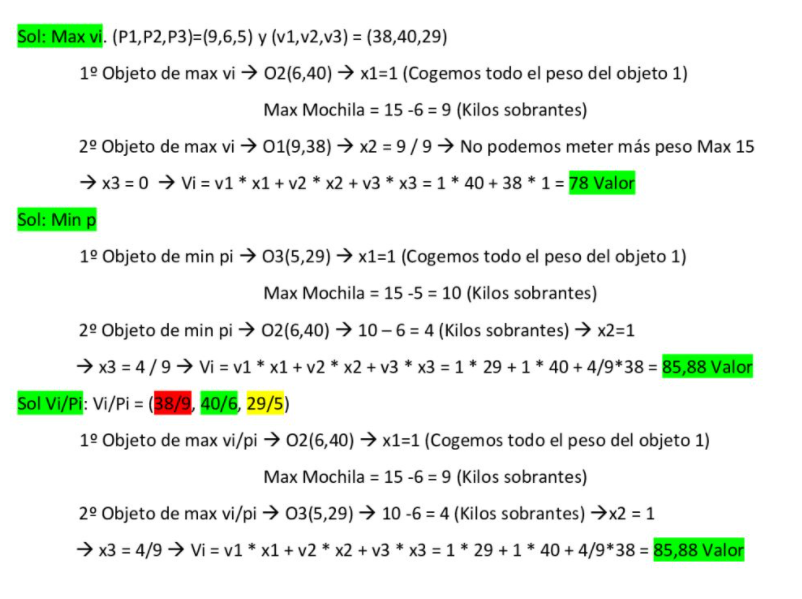 Sol: Max vi. (P1,P2,P3)=(9,6,5) y (v1,v2,v3) = (38,40,29)
1º Objeto de max vi → O2(6,40) → x1=1 (Cogemos todo el peso del objeto 1)
Max Mochila = 15 -6 = 9 (Kilos sobrantes)
2º Objeto de max vi → O1(9,38) → x2 = 9 / 9 → No podemos meter más peso Max 15
→ x3 = 0 → Vi = v1 * x1 + v2 * x2 + v3 * x3 = 1 * 40 + 38 * 1 = 78 Valor
Sol: Min p
1º Objeto de min pi → O3(5,29) → x1=1 (Cogemos todo el peso del objeto 1)
Max Mochila = 15 -5 = 10 (Kilos sobrantes)
2º Objeto de min pi → O2(6,40) → 10 – 6 = 4 (Kilos sobrantes) → x2=1
→ x3 = 4 / 9 → Vi = v1 * x1 + v2 * x2 + v3 * x3 = 1 * 29 + 1 * 40 + 4/9*38 = 85,88 Valor
Sol Vi/Pi: Vi/Pi = (38/9, 40/6, 29/5)
1º Objeto de max vi/pi → O2(6,40) → x1=1 (Cogemos todo el peso del objeto 1)
Max Mochila = 15 -6 = 9 (Kilos sobrantes)
2º Objeto de max vi/pi → O3(5,29) → 10 -6 = 4 (Kilos sobrantes) →x2 = 1
→ x3 = 4/9 → Vi = v1 * x1 + v2 * x2 + v3 * x3 = 1 * 29 + 1 * 40 + 4/9*38 = 85,88 Valor